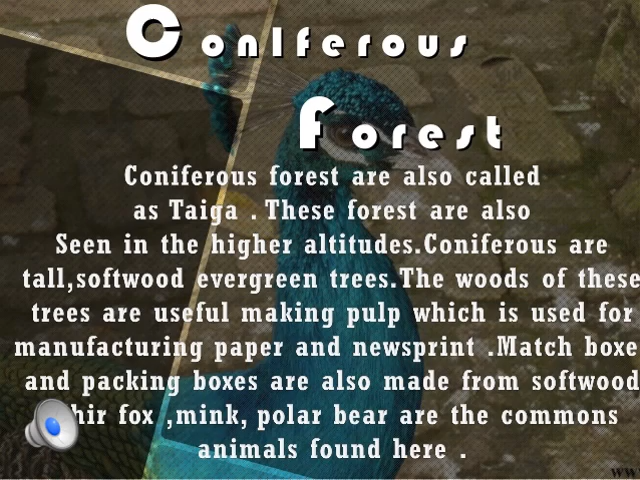 Coniferous
Forest
Coniferous forest are also called
as Taiga . These forest are also
Seen in the higher altitudes.Coniferous are
tall,softwood evergreen trees.The woods of these
trees are useful making pulp which is used for
manufacturing paper and newsprint .Match boxe
and packing boxes are also made from softwood
hir fox ,mink, polar bear are the commons
animals found here .
ww